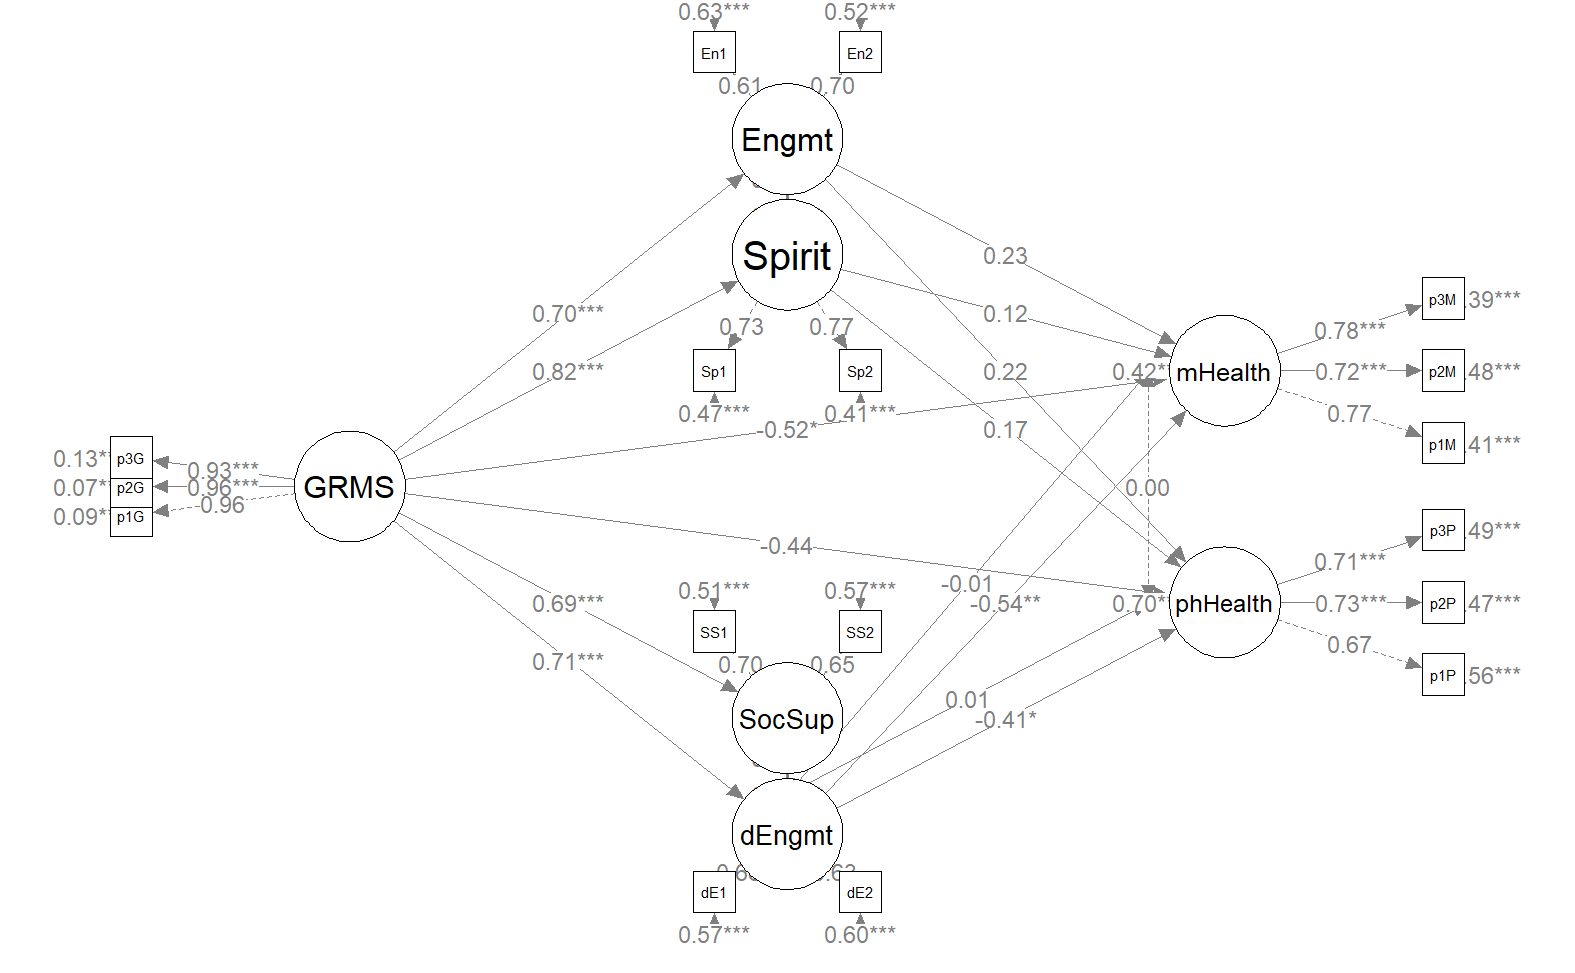 0.63*** 0.52***
En1 En2
0.61 0.70
Engmt
Spirit
0.23
p3M .39***
0.70*** 0.12
0.73 0.77 0.78***
0.82*** Sp1 Sp2 0.22 0.42* mHealth 0.72*** p2M .48***
0.47*** 0.41*** 0.77
-0.52* 0.17
p1M .41***
0.13* p3G 0.93***
0.07* p2G 0.96*** GRMS 0.00
0.09* p1G 0.96
p3P .49***
-0.44 0.71***
0.51*** 0.57*** -0.01
0.69*** -0.54** 0.70* phHealth 0.73*** p2P .47***
SS1 SS2 0.67
0.71*** 0.70 0.65
p1P .56***
0.01
SocSup -0.41*
dEngmt
dE1 dE2
0.57*** 0.60***